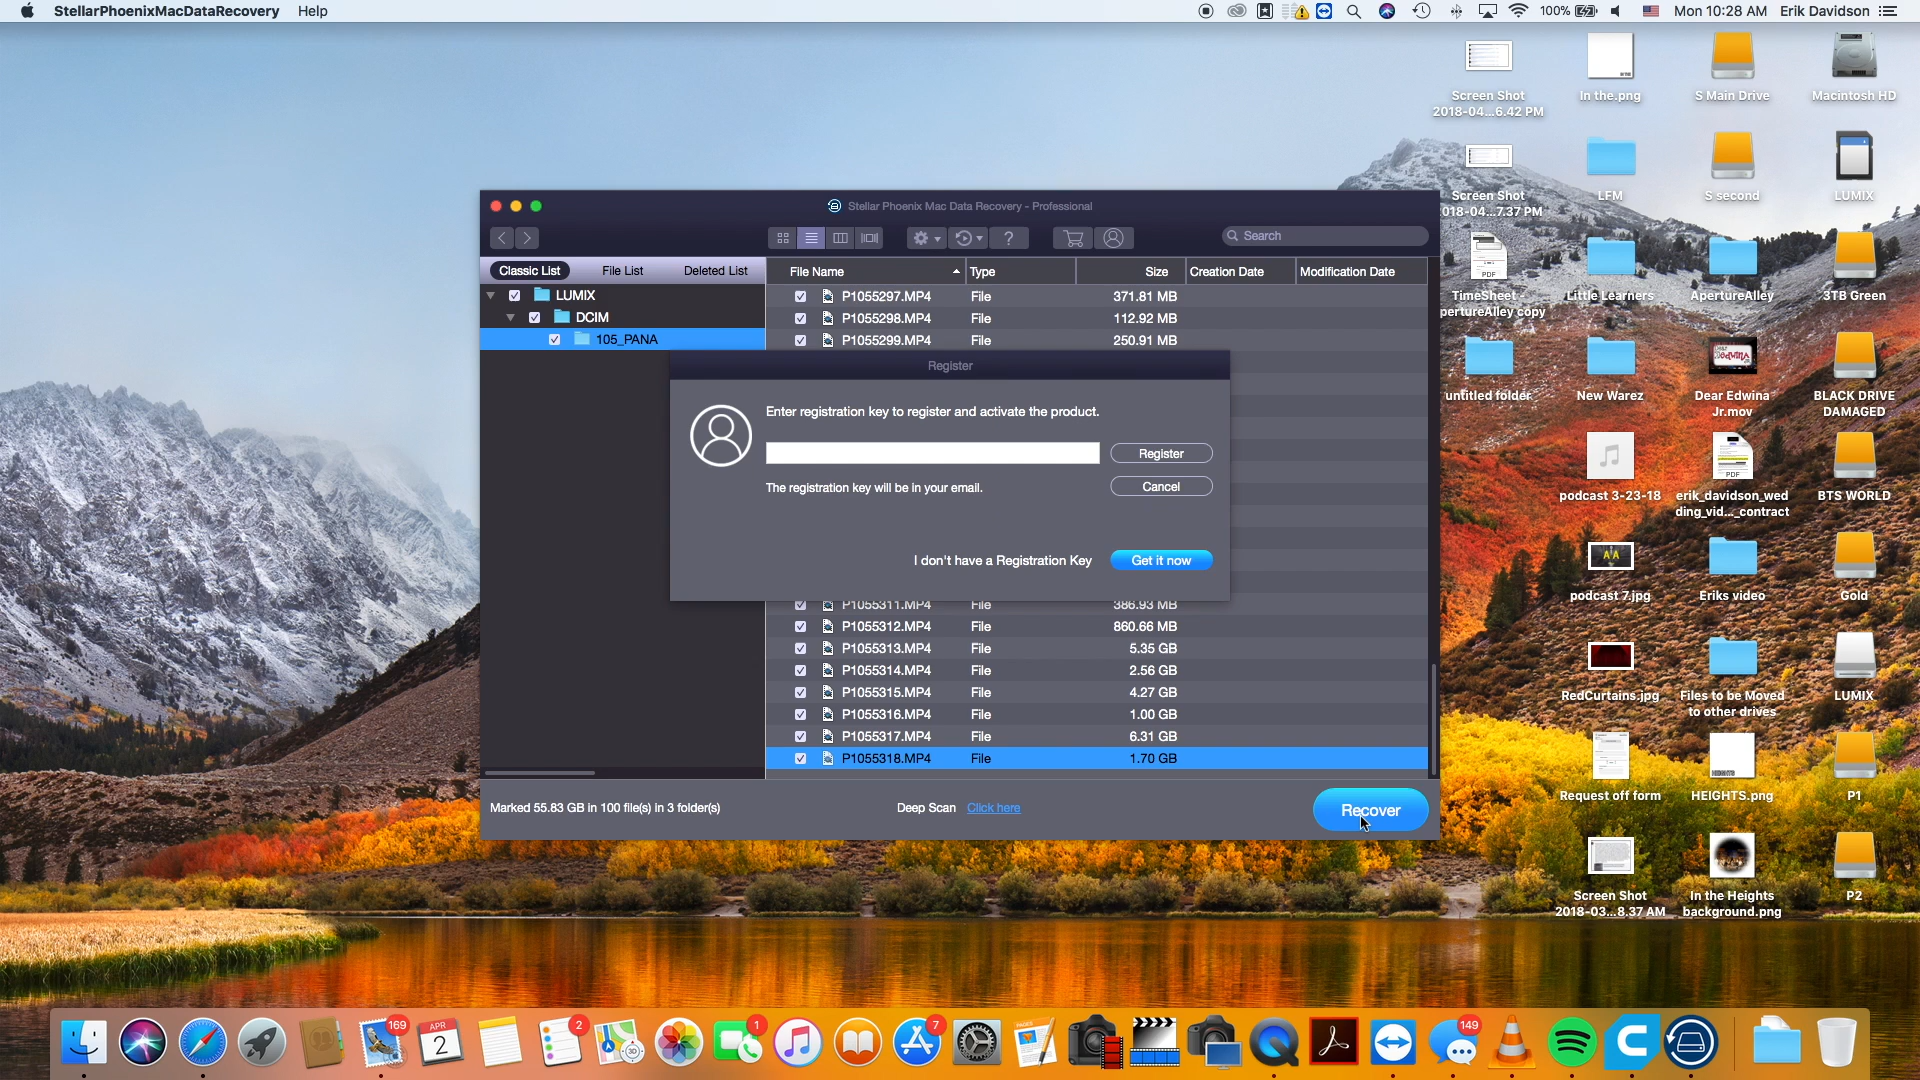 StellarPhoenixMacDataRecovery Help
100% Mon 10:28 AM Erik Davidson
Stellar Phoenix Mac Data Recovery - Professional
?
Search
Classic List File List Deleted List
File Name Type Size Creation Date Modification Date
LUMIX
DCIM
105_PANA
P1055297.MP4 File 371.81 MB
P1055298.MP4 File 112.92 MB
P1055299.MP4 File 250.91 MB
Register
Enter registration key to register and activate the product.
Register
The registration key will be in your email.
Cancel
I don't have a Registration Key Get it now
P1055311.MP4 File 386.93 MB
P1055312.MP4 File 860.66 MB
P1055313.MP4 File 5.35 GB
P1055314.MP4 File 2.56 GB
P1055315.MP4 File 4.27 GB
P1055316.MP4 File 1.00 GB
P1055317.MP4 File 6.31 GB
P1055318.MP4 File 1.70 GB
Marked 55.83 GB in 100 file(s) in 3 folder(s)
Deep Scan Click here
Recover
Screen Shot
2018-04...6.42 PM
In the.png
S Main Drive
Macintosh HD
Screen Shot
018-04...7.37 PM
LFM
S second
LUMIX
PDF
TimeSheet -
pertureAlley copy
Little Learners
ApertureAlley
3TB Green
untitled folder
New Warez
Dear Edwina
Jr.mov
BLACK DRIVE
DAMAGED
podcast 3-23-18
PDF
erik_davidson_wed
ding_vid..._contract
BTS WORLD
podcast 7.jpg
Eriks video
Gold
RedCurtains.jpg
Files to be Moved
to other drives
LUMIX
Request off form
HEIGHTS
HEIGHTS.png
P1
Screen Shot
2018-03...8.37 AM
In the Heights
background.png
P2
169
APR
2
2
3D
1
7
PAGES
149